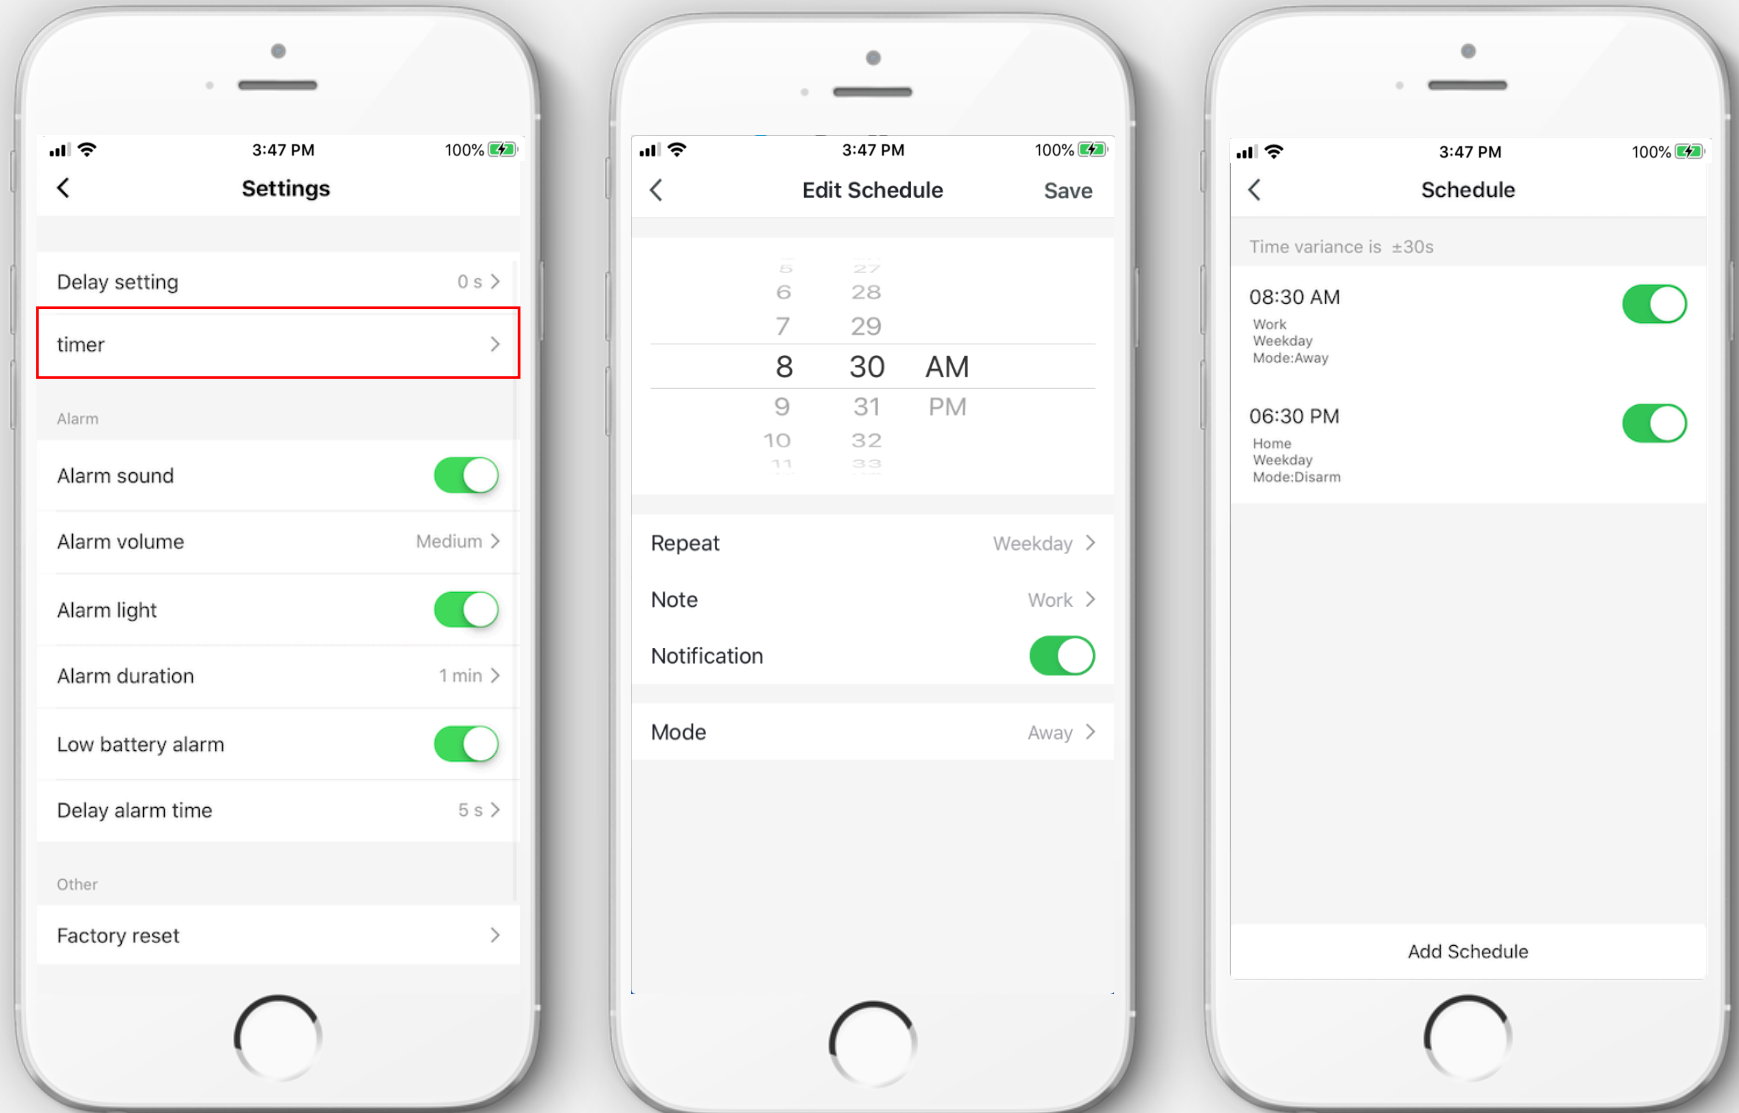 3:47 PM
100%
Settings
Delay setting
0 s
timer
Alarm
Alarm sound
Alarm volume
Medium
Alarm light
Alarm duration
1 min
Low battery alarm
Delay alarm time
5 s
Other
Factory reset
3:47 PM
100%
Edit Schedule
Save
5 27
6 28
7 29
8 30 AM
9 31 PM
10 32
11 33
Repeat
Weekday
Note
Work
Notification
Mode
Away
3:47 PM
100%
Schedule
Time variance is ±30s
08:30 AM
Work
Weekday
Mode:Away
06:30 PM
Home
Weekday
Mode:Disarm
Add Schedule